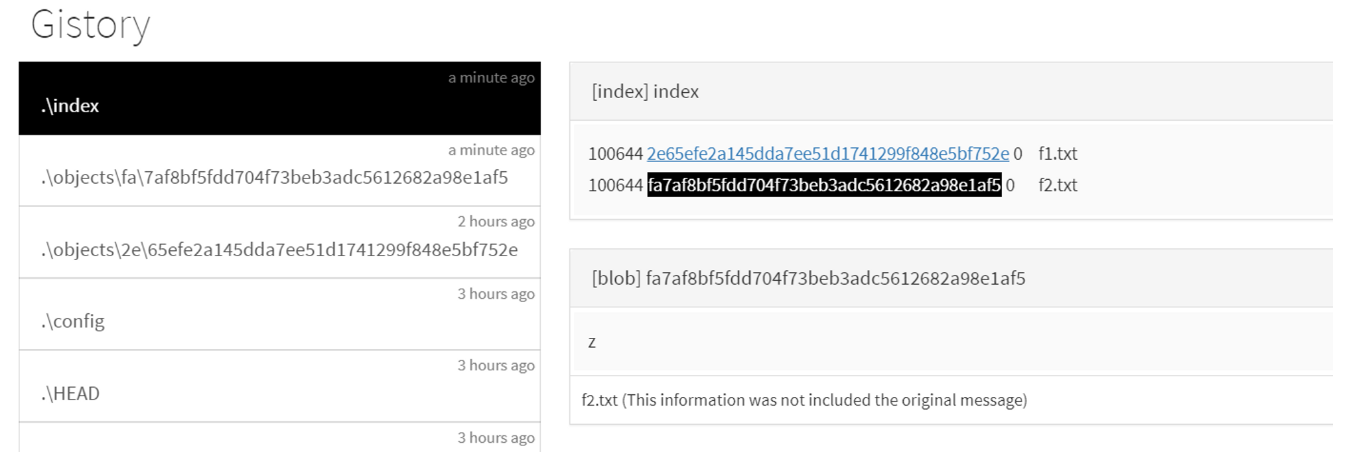 Gistory
a minute ago
.\index
a minute ago
.\objects\fa\7af8bf5fdd704f73beb3adc5612682a98e1af5
2 hours ago
.\objects\2e\65efe2a145dda7ee51d1741299f848e5bf752e
3 hours ago
.\config
3 hours ago
.\HEAD
3 hours ago
[index] index
100644 2e65efe2a145dda7ee51d1741299f848e5bf752e 0 f1.txt
100644 fa7af8bf5fdd704f73beb3adc5612682a98e1af5 0 f2.txt
[blob] fa7af8bf5fdd704f73beb3adc5612682a98e1af5
z
f2.txt (This information was not included the original message)